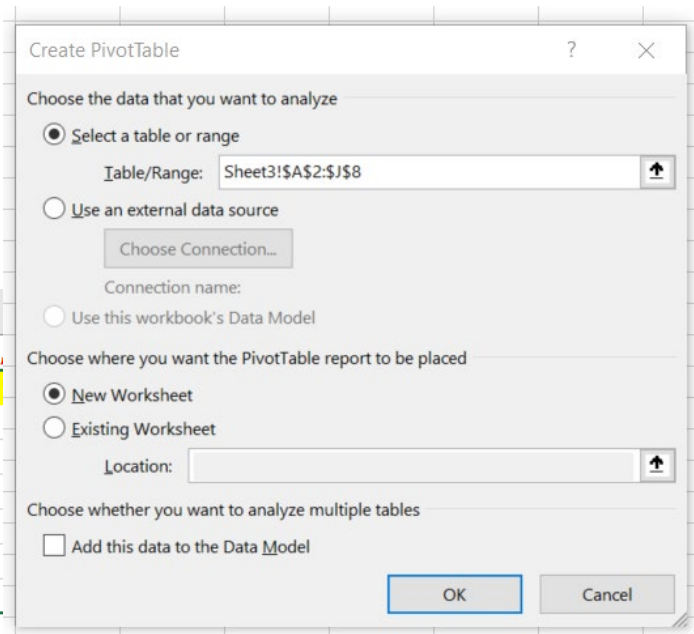 Create PivotTable ?
Choose the data that you want to analyze
Select a table or range
Table/Range: Sheet3!$A$2:$J$8
Use an external data source
Choose Connection...
Connection name:
Use this workbook's Data Model
Choose where you want the PivotTable report to be placed
New Worksheet
Existing Worksheet
Location:
Choose whether you want to analyze multiple tables
Add this data to the Data Model
OK Cancel